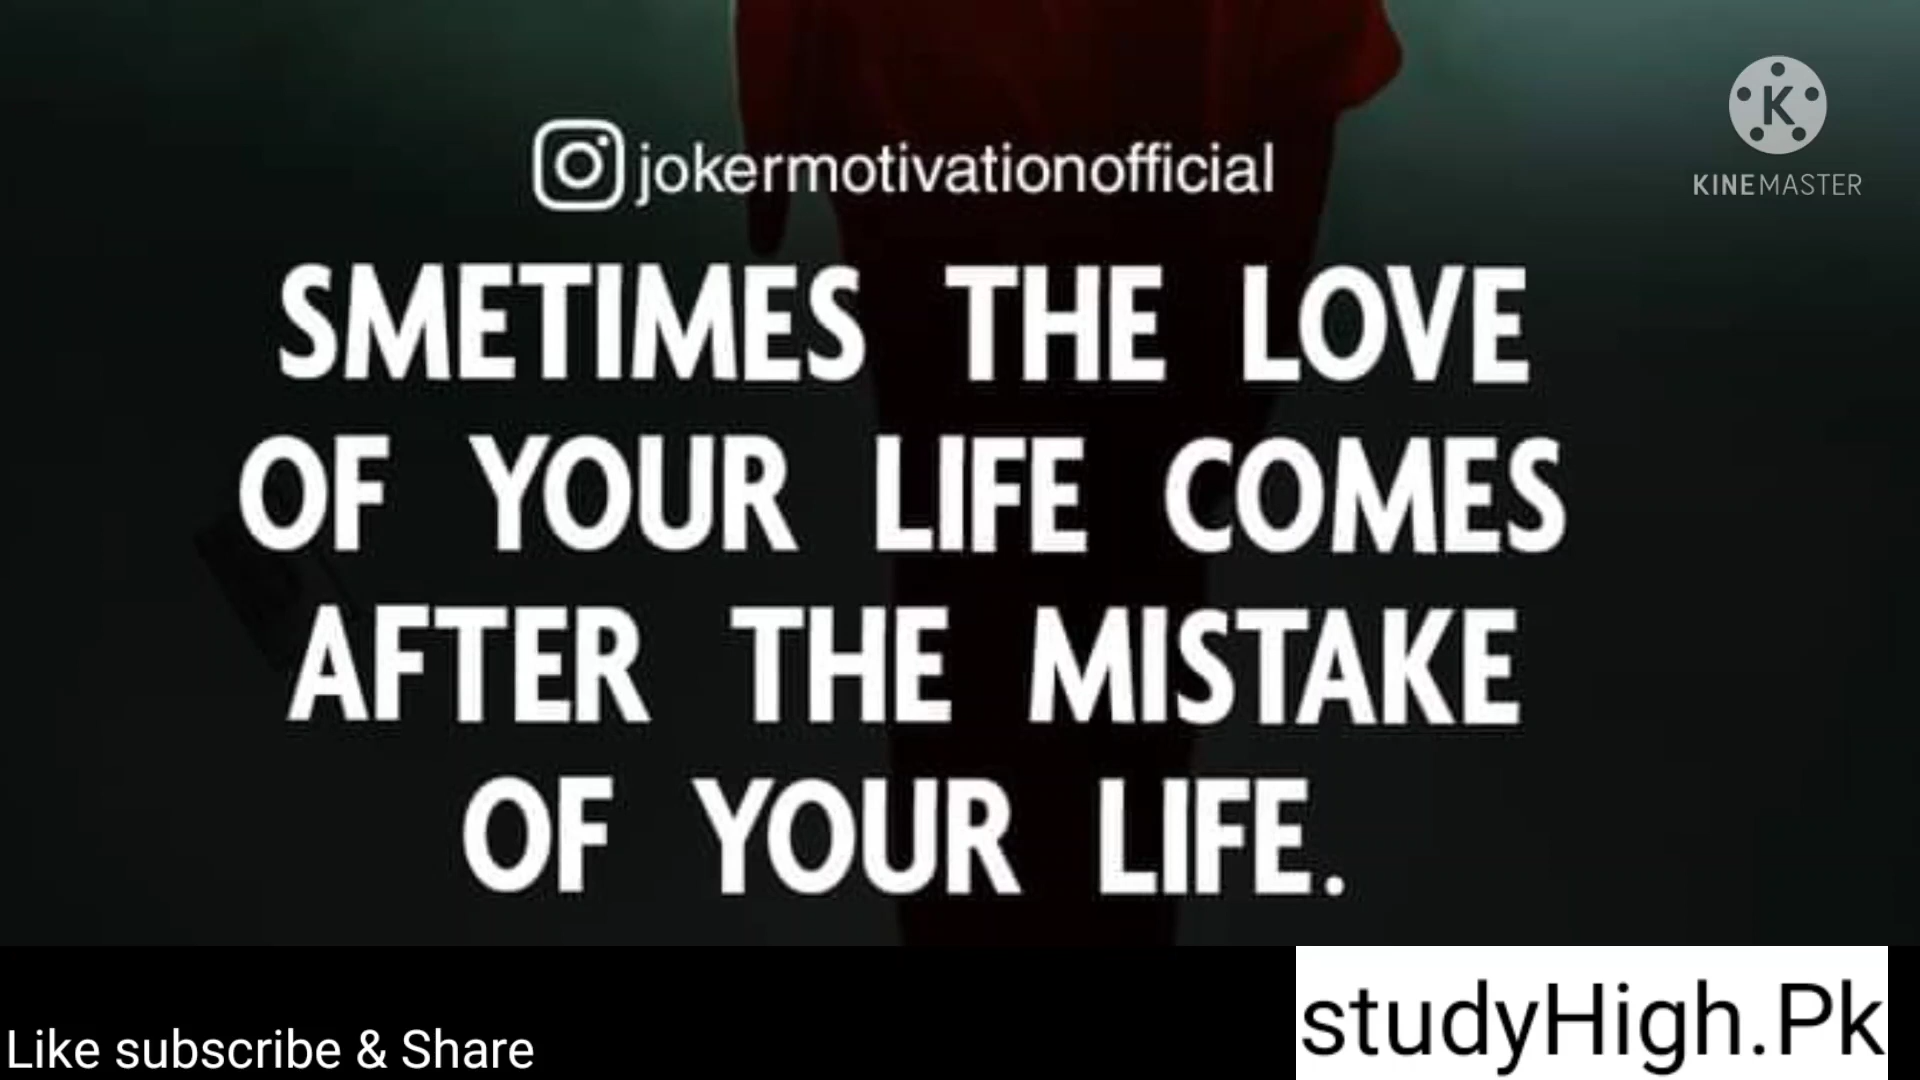 jokermotivationofficial
KINEMASTER
SMETIMES THE LOVE
OF YOUR LIFE COMES
AFTER THE MISTAKE
OF YOUR LIFE.
studyHigh.Pk
Like subscribe & Share